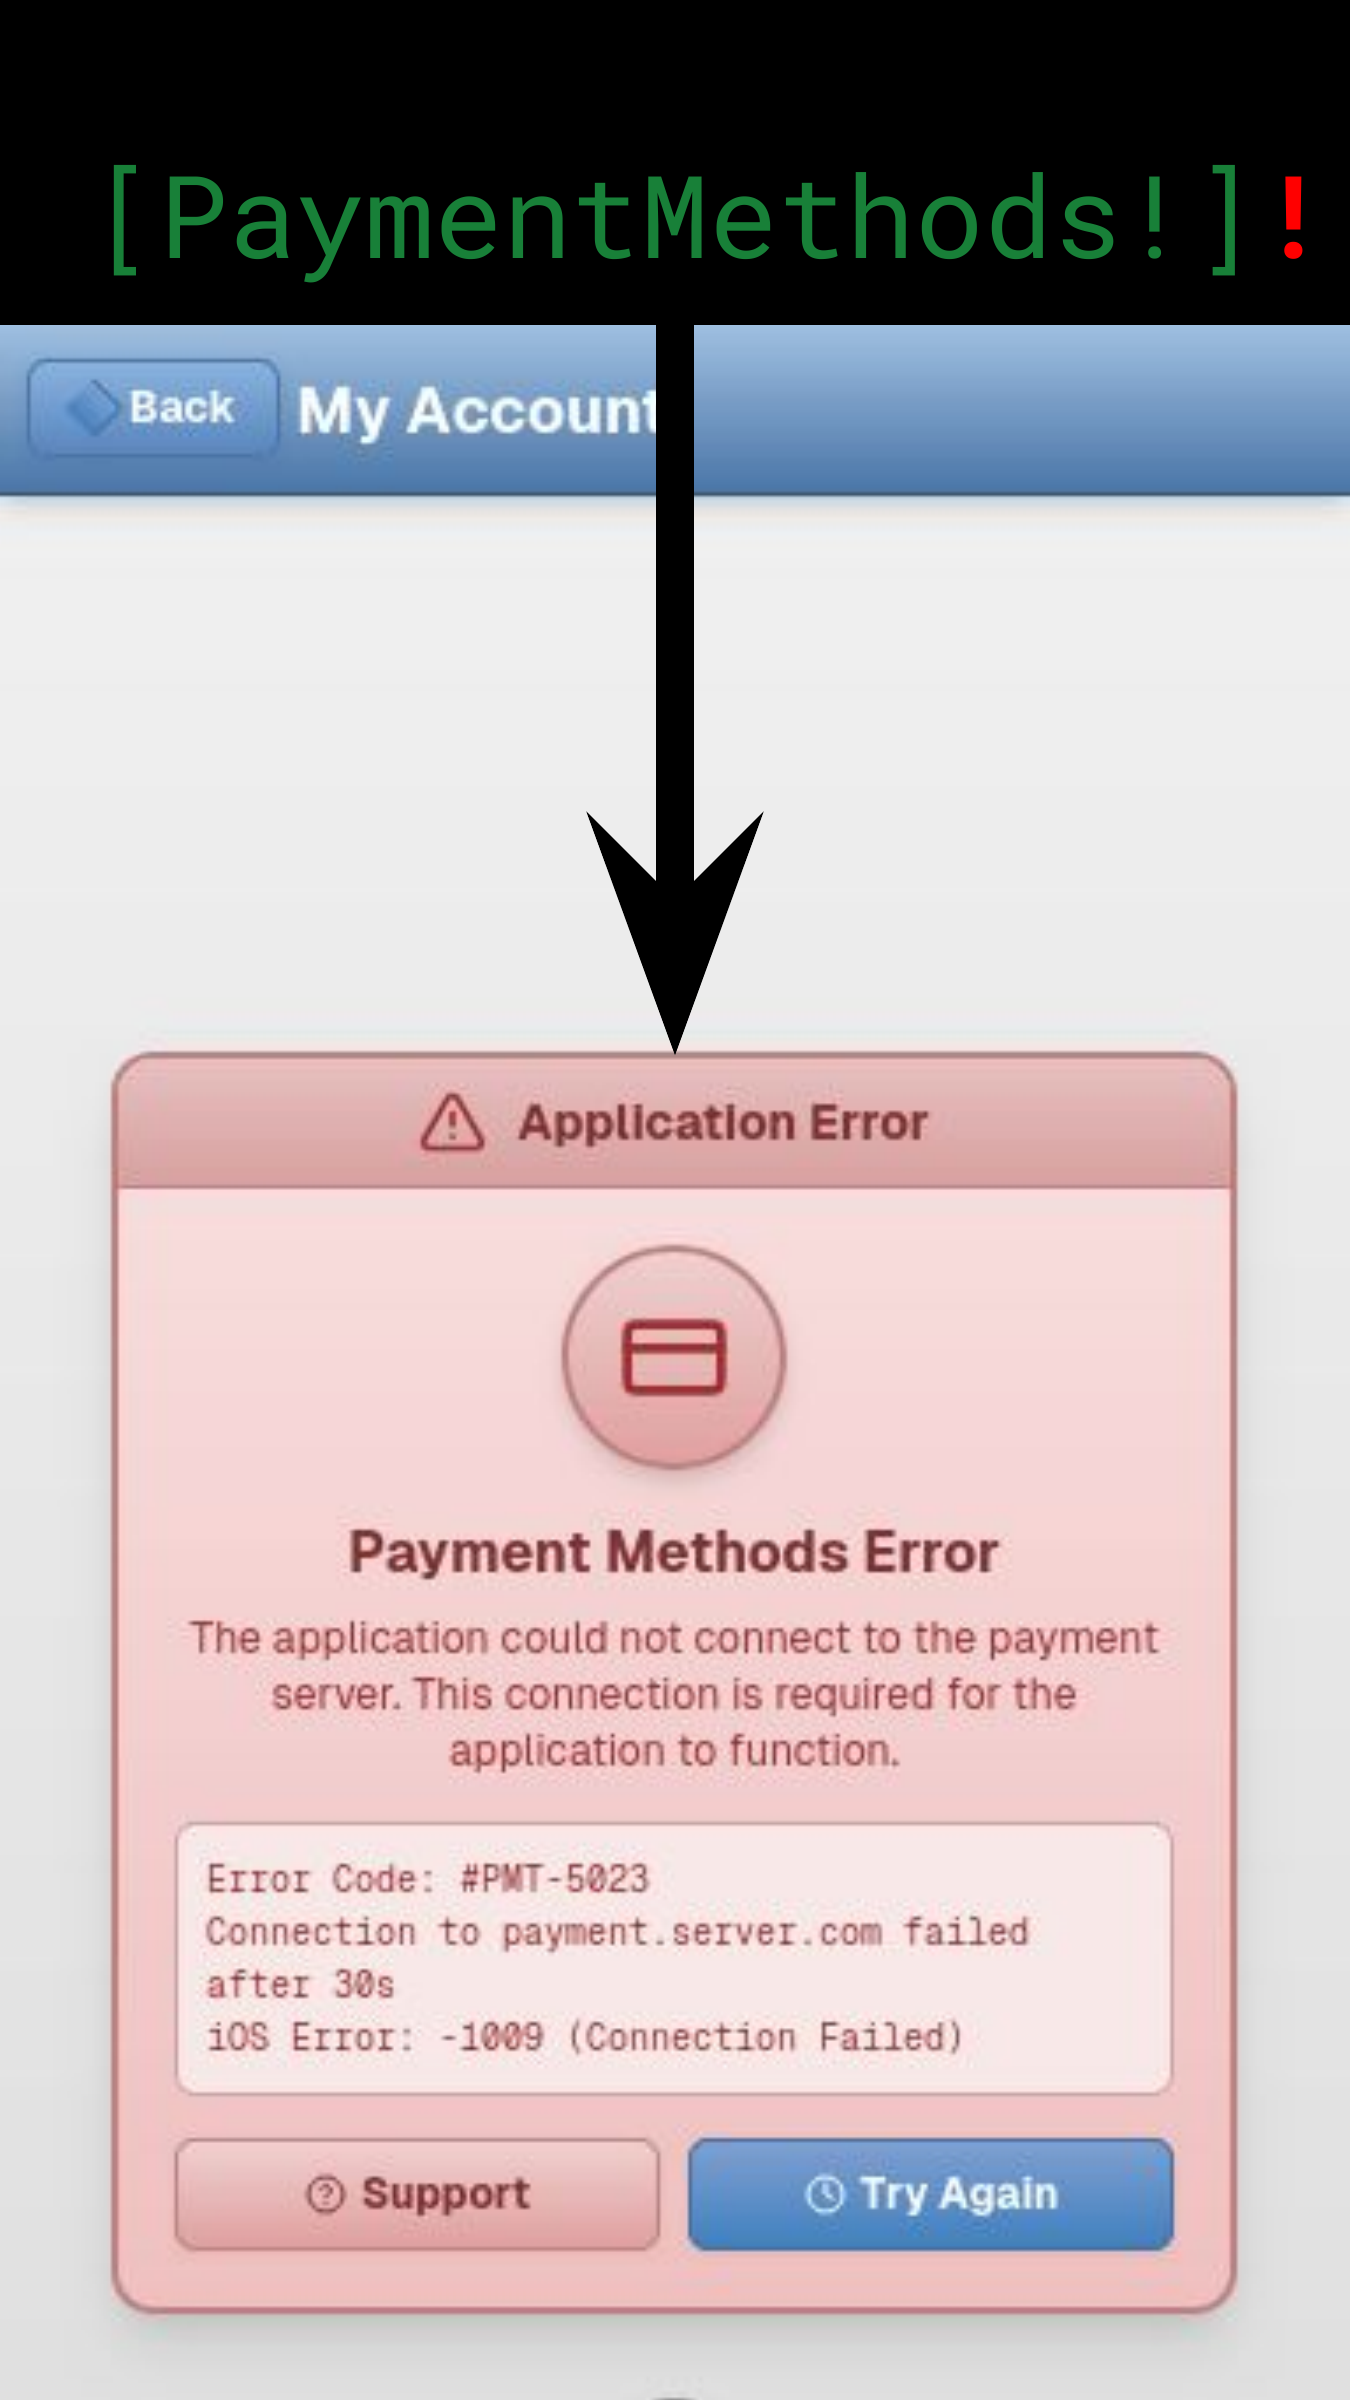 [PaymentMethods!]!
Back
My Account
Application Error
Payment Methods Error
The application could not connect to the payment
server. This connection is required for the
application to function.
Error Code: #PMT-5023
Connection to payment.server.com failed
after 30s
iOS Error: -1009 (Connection Failed)
Support
Try Again